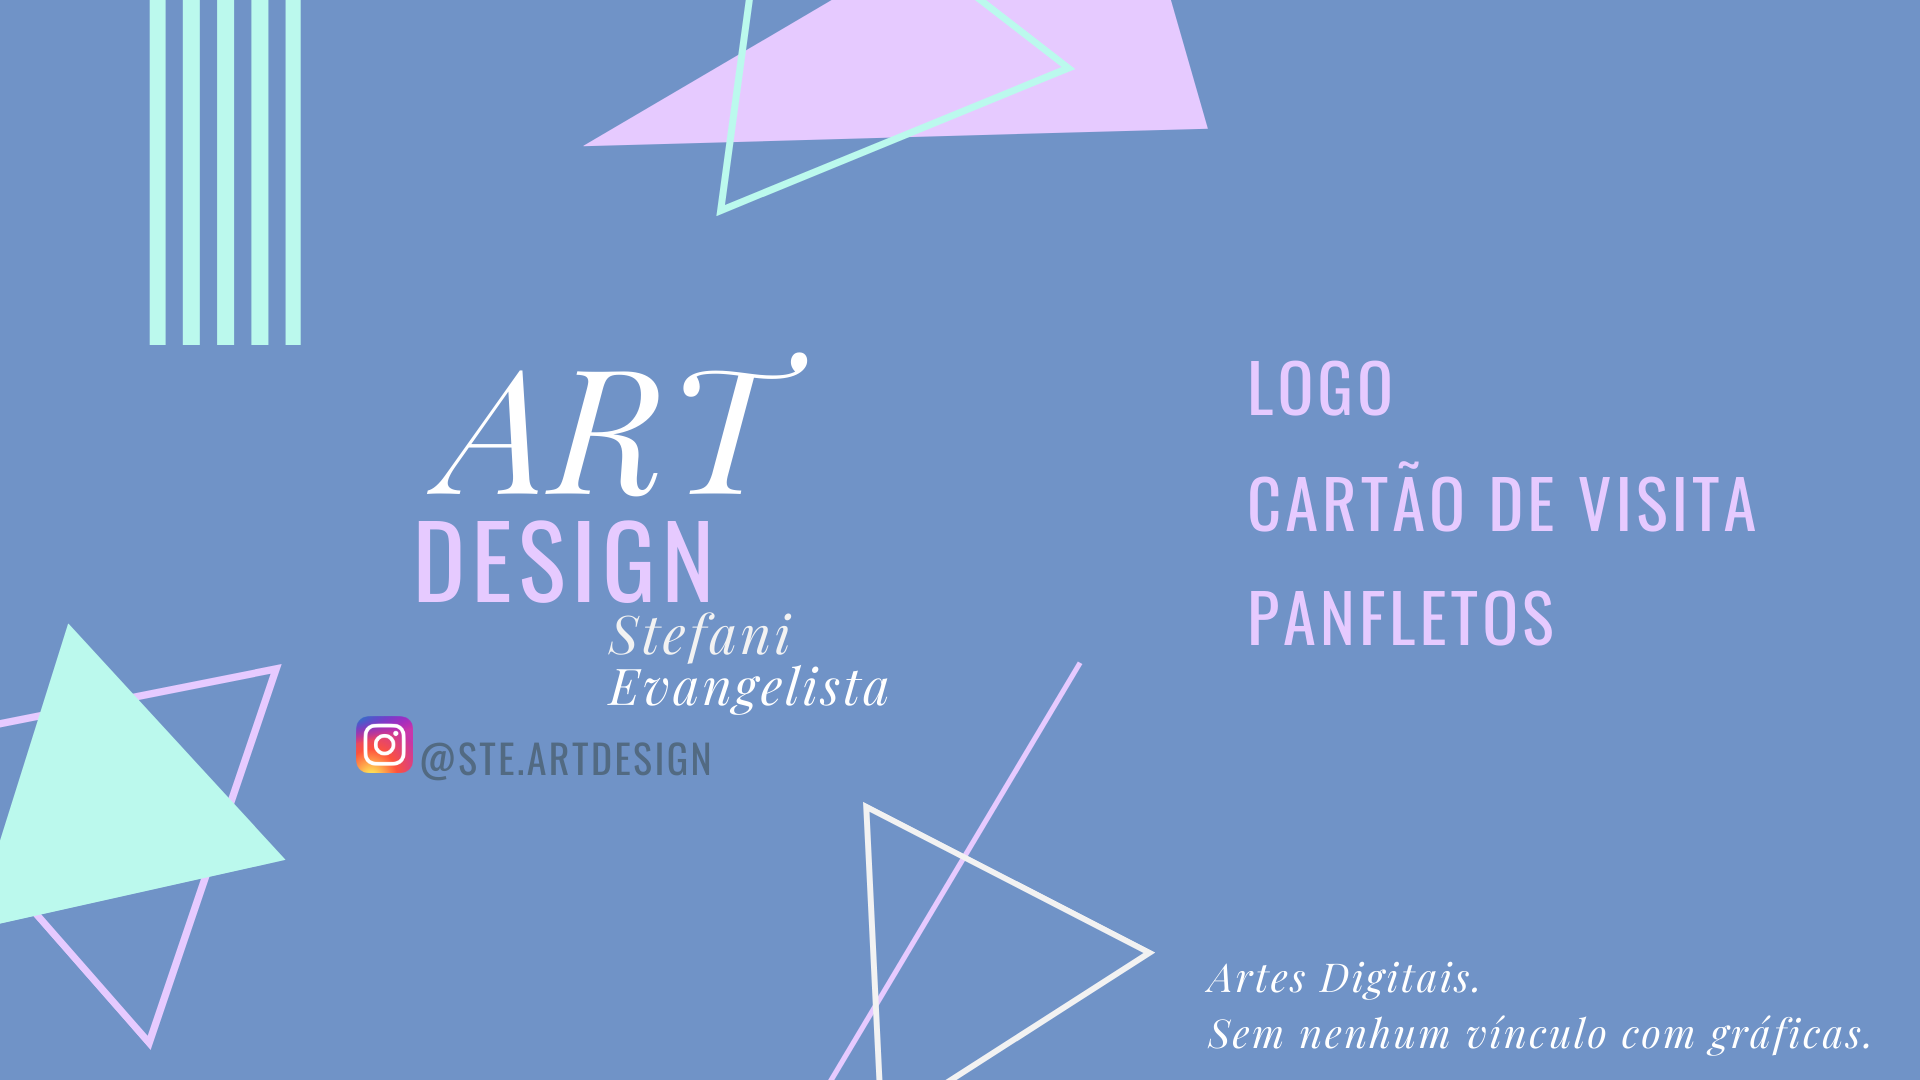 ART
DESIGN
Stefani
Evangelista
@STE.ARTDESIGN
LOGO
CARTÃO DE VISITA
PANFLETOS
Artes Digitais.
Sem nenhum vínculo com gráficas.